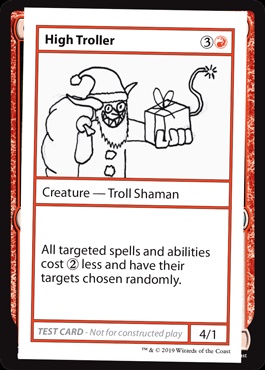 High Troller 3
Creature — Troll Shaman
All targeted spells and abilities
cost 2 less and have their
targets chosen randomly.
TEST CARD - Not for constructed play 4/1
™ & © 2019 Wizards of the Coast